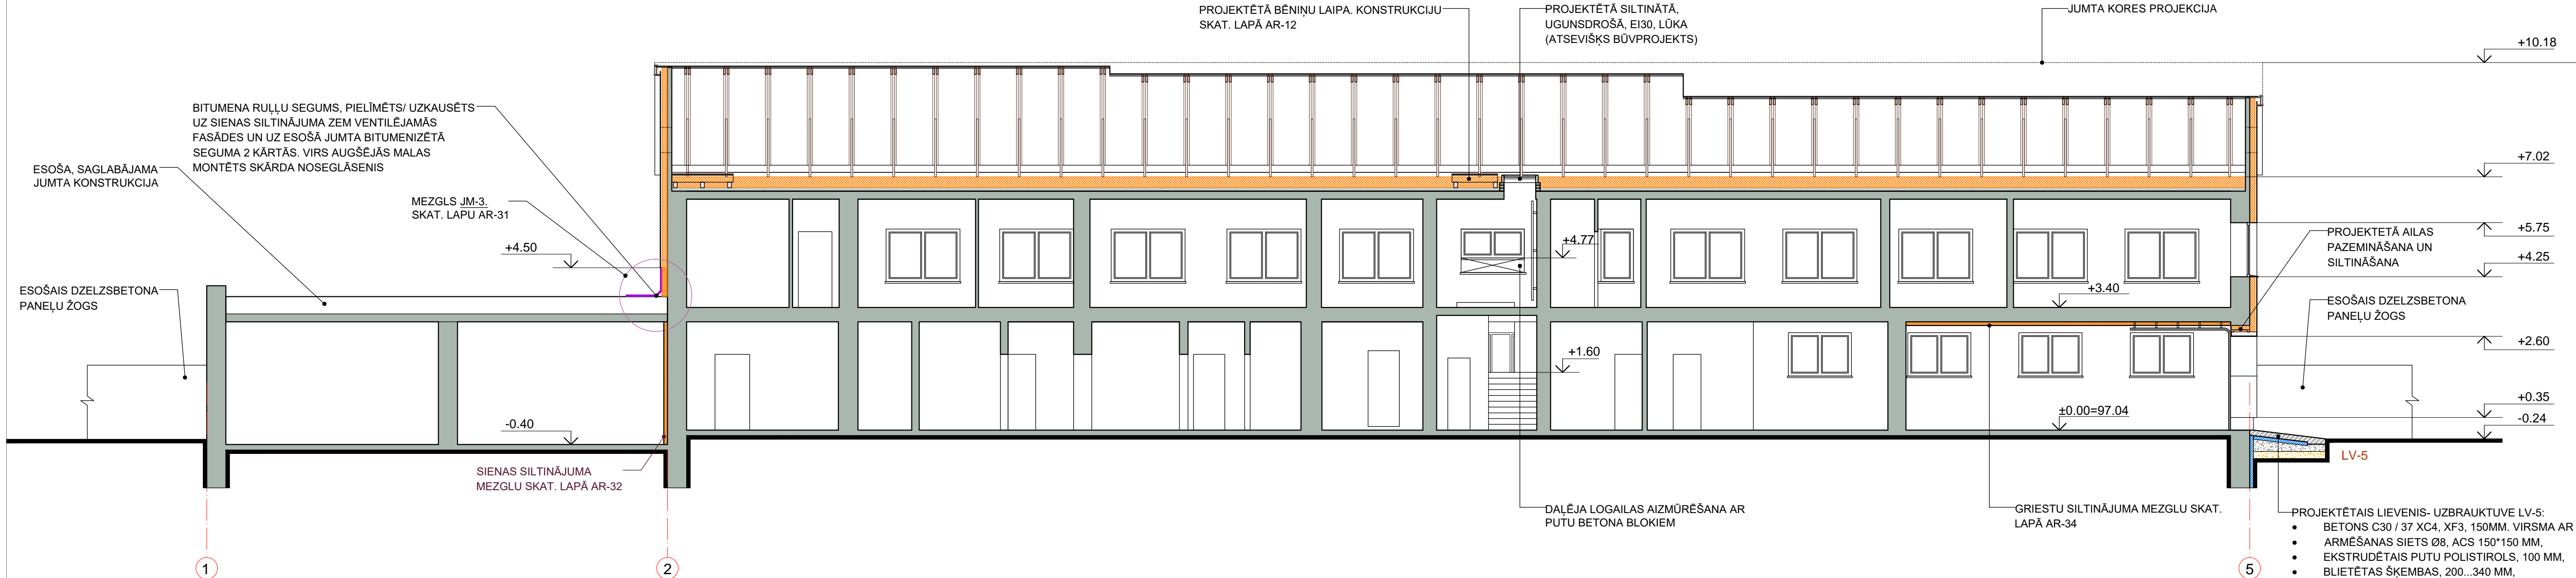 PROJEKTĒTĀ BĒNIŅU LAIPA. KONSTRUKCIJU
SKAT. LAPĀ AR-12
PROJEKTĒTĀ SILTINĀTĀ,
UGUNSDROŠĀ, EI30, LŪKA
(ATSEVIŠĶS BŪVPROJEKTS)
JUMTA KORES PROJEKCIJA
+10.18
BITUMENA RUĻĻU SEGUMS, PIELĪMĒTS/ UZKAUSĒTS
UZ SIENAS SILTINĀJUMA ZEM VENTILĒJAMĀS
FASĀDES UN UZ ESOŠĀ JUMTA BITUMENIZĒTĀ
SEGUMA 2 KĀRTĀS. VIRS AUGŠĒJĀS MALAS
MONTĒTS SKĀRDA NOSEGLĀSENIS
ESOŠA, SAGLABĀJAMA
JUMTA KONSTRUKCIJA
MEZGLS JM-3.
SKAT. LAPU AR-31
+4.50
ESOŠAIS DZELZSBETONA
PANEĻU ŽOGS
+7.02
+5.75
+4.77
PROJEKTETĀ AILAS
PAZEMINĀŠANA UN
SILTINĀŠANA
+4.25
+3.40
ESOŠAIS DZELZSBETONA
PANEĻU ŽOGS
+2.60
+1.60
+0.35
±0.00=97.04
-0.24
-0.40
SIENAS SILTINĀJUMA
MEZGLU SKAT. LAPĀ AR-32
LV-5
DAĻĒJA LOGAILAS AIZMŪRĒŠANA AR
PUTU BETONA BLOKIEM
GRIESTU SILTINĀJUMA MEZGLU SKAT.
LAPĀ AR-34
PROJEKTĒTAIS LIEVENIS- UZBRAUKTUVE LV-5:
• BETONS C30 / 37 XC4, XF3, 150MM. VIRSMA AR
• ARMĒŠANAS SIETS Ø8, ACS 150*150 MM,
• EKSTRUDĒTAIS PUTU POLISTIROLS, 100 MM,
• BLIETĒTAS ŠĶEMBAS, 200...340 MM,
1
2
5